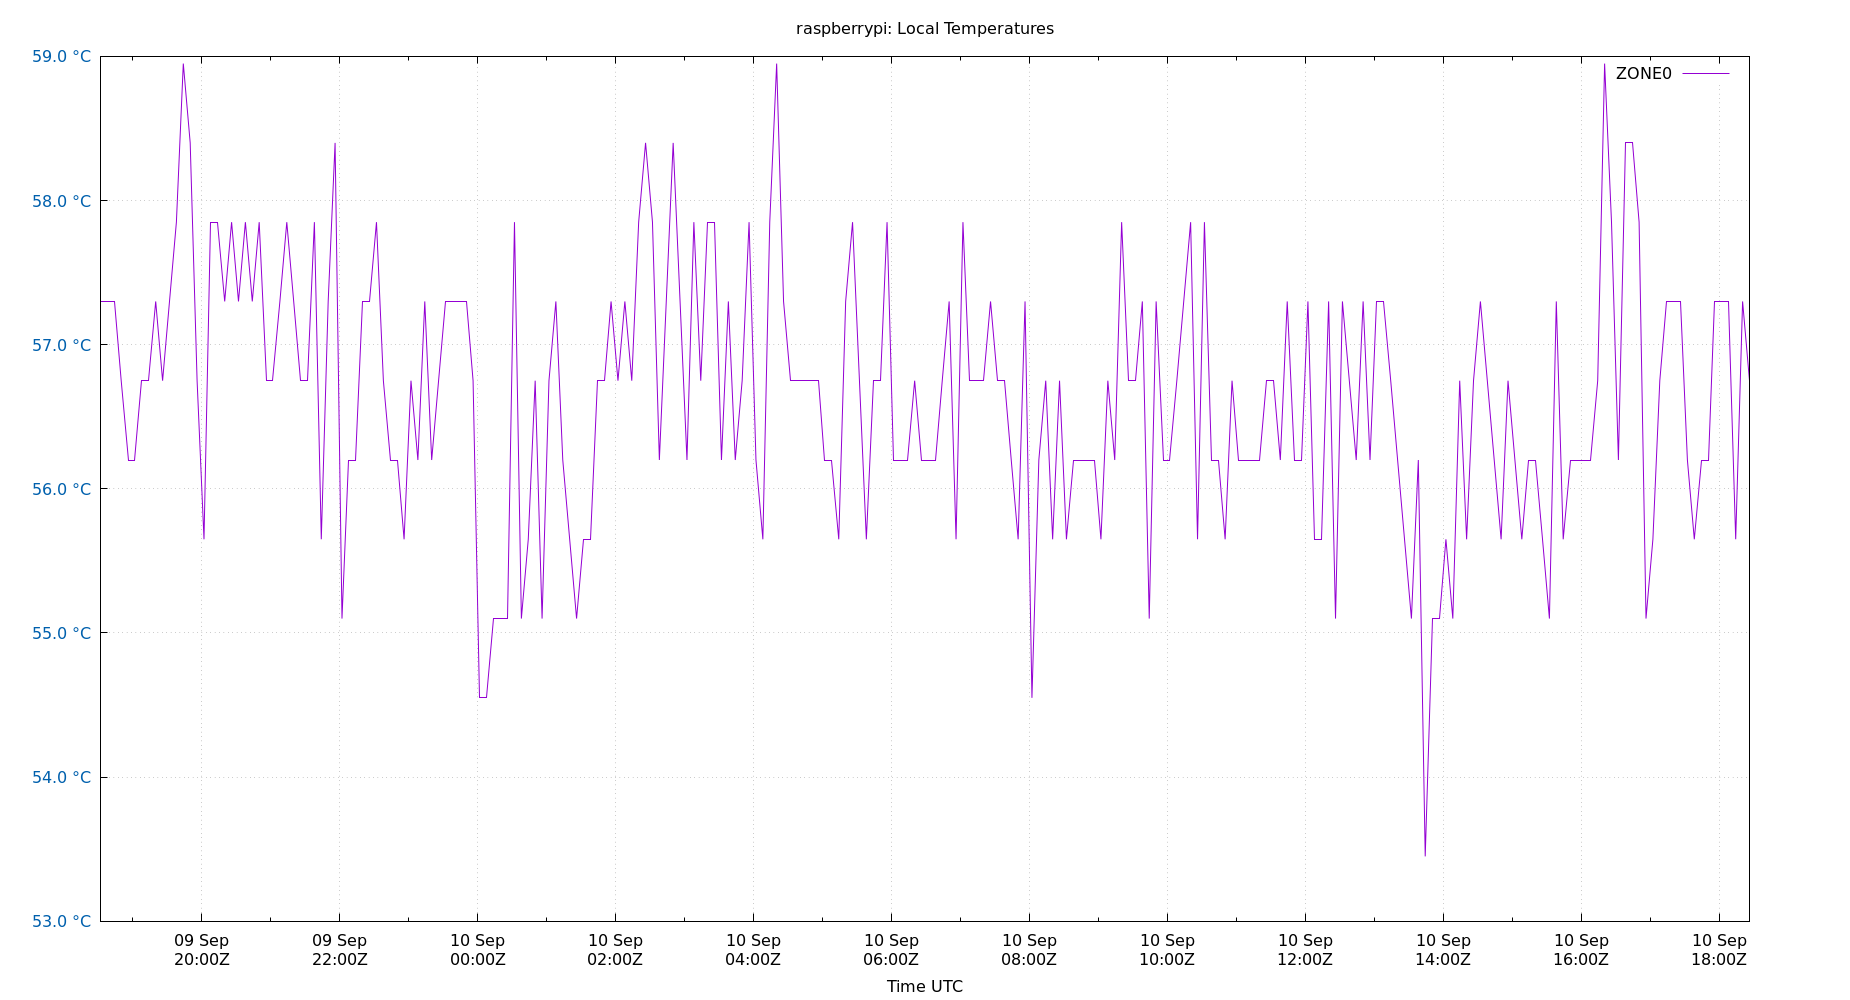 raspberrypi: Local Temperatures
ZONE0
59.0 °C
58.0 °C
57.0 °C
56.0 °C
55.0 °C
54.0 °C
53.0 °C
09 Sep 09 Sep 10 Sep 10 Sep 10 Sep 10 Sep 10 Sep 10 Sep 10 Sep 10 Sep 10 Sep 10 Sep
20:00Z 22:00Z 00:00Z 02:00Z 04:00Z 06:00Z 08:00Z 10:00Z 12:00Z 14:00Z 16:00Z 18:00Z
Time UTC